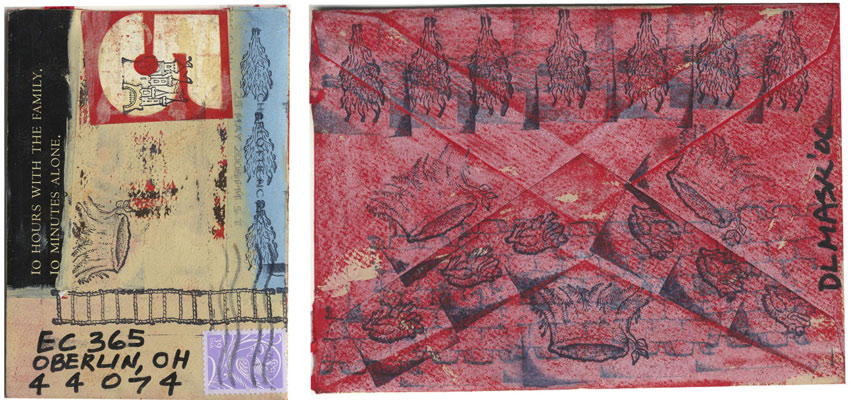 10 HOURS WITH THE FAMILY.
10 MINUTES ALONE.
EC 365
OBERLIN, OH
44074
DLMASK '06